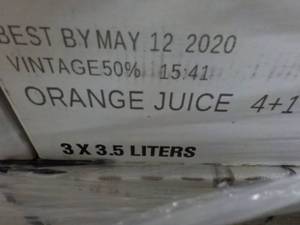 BEST BY MAY 12 2020
VINTAGE50% 15:41
ORANGE JUICE 4+1
3 X 3.5 LITERS